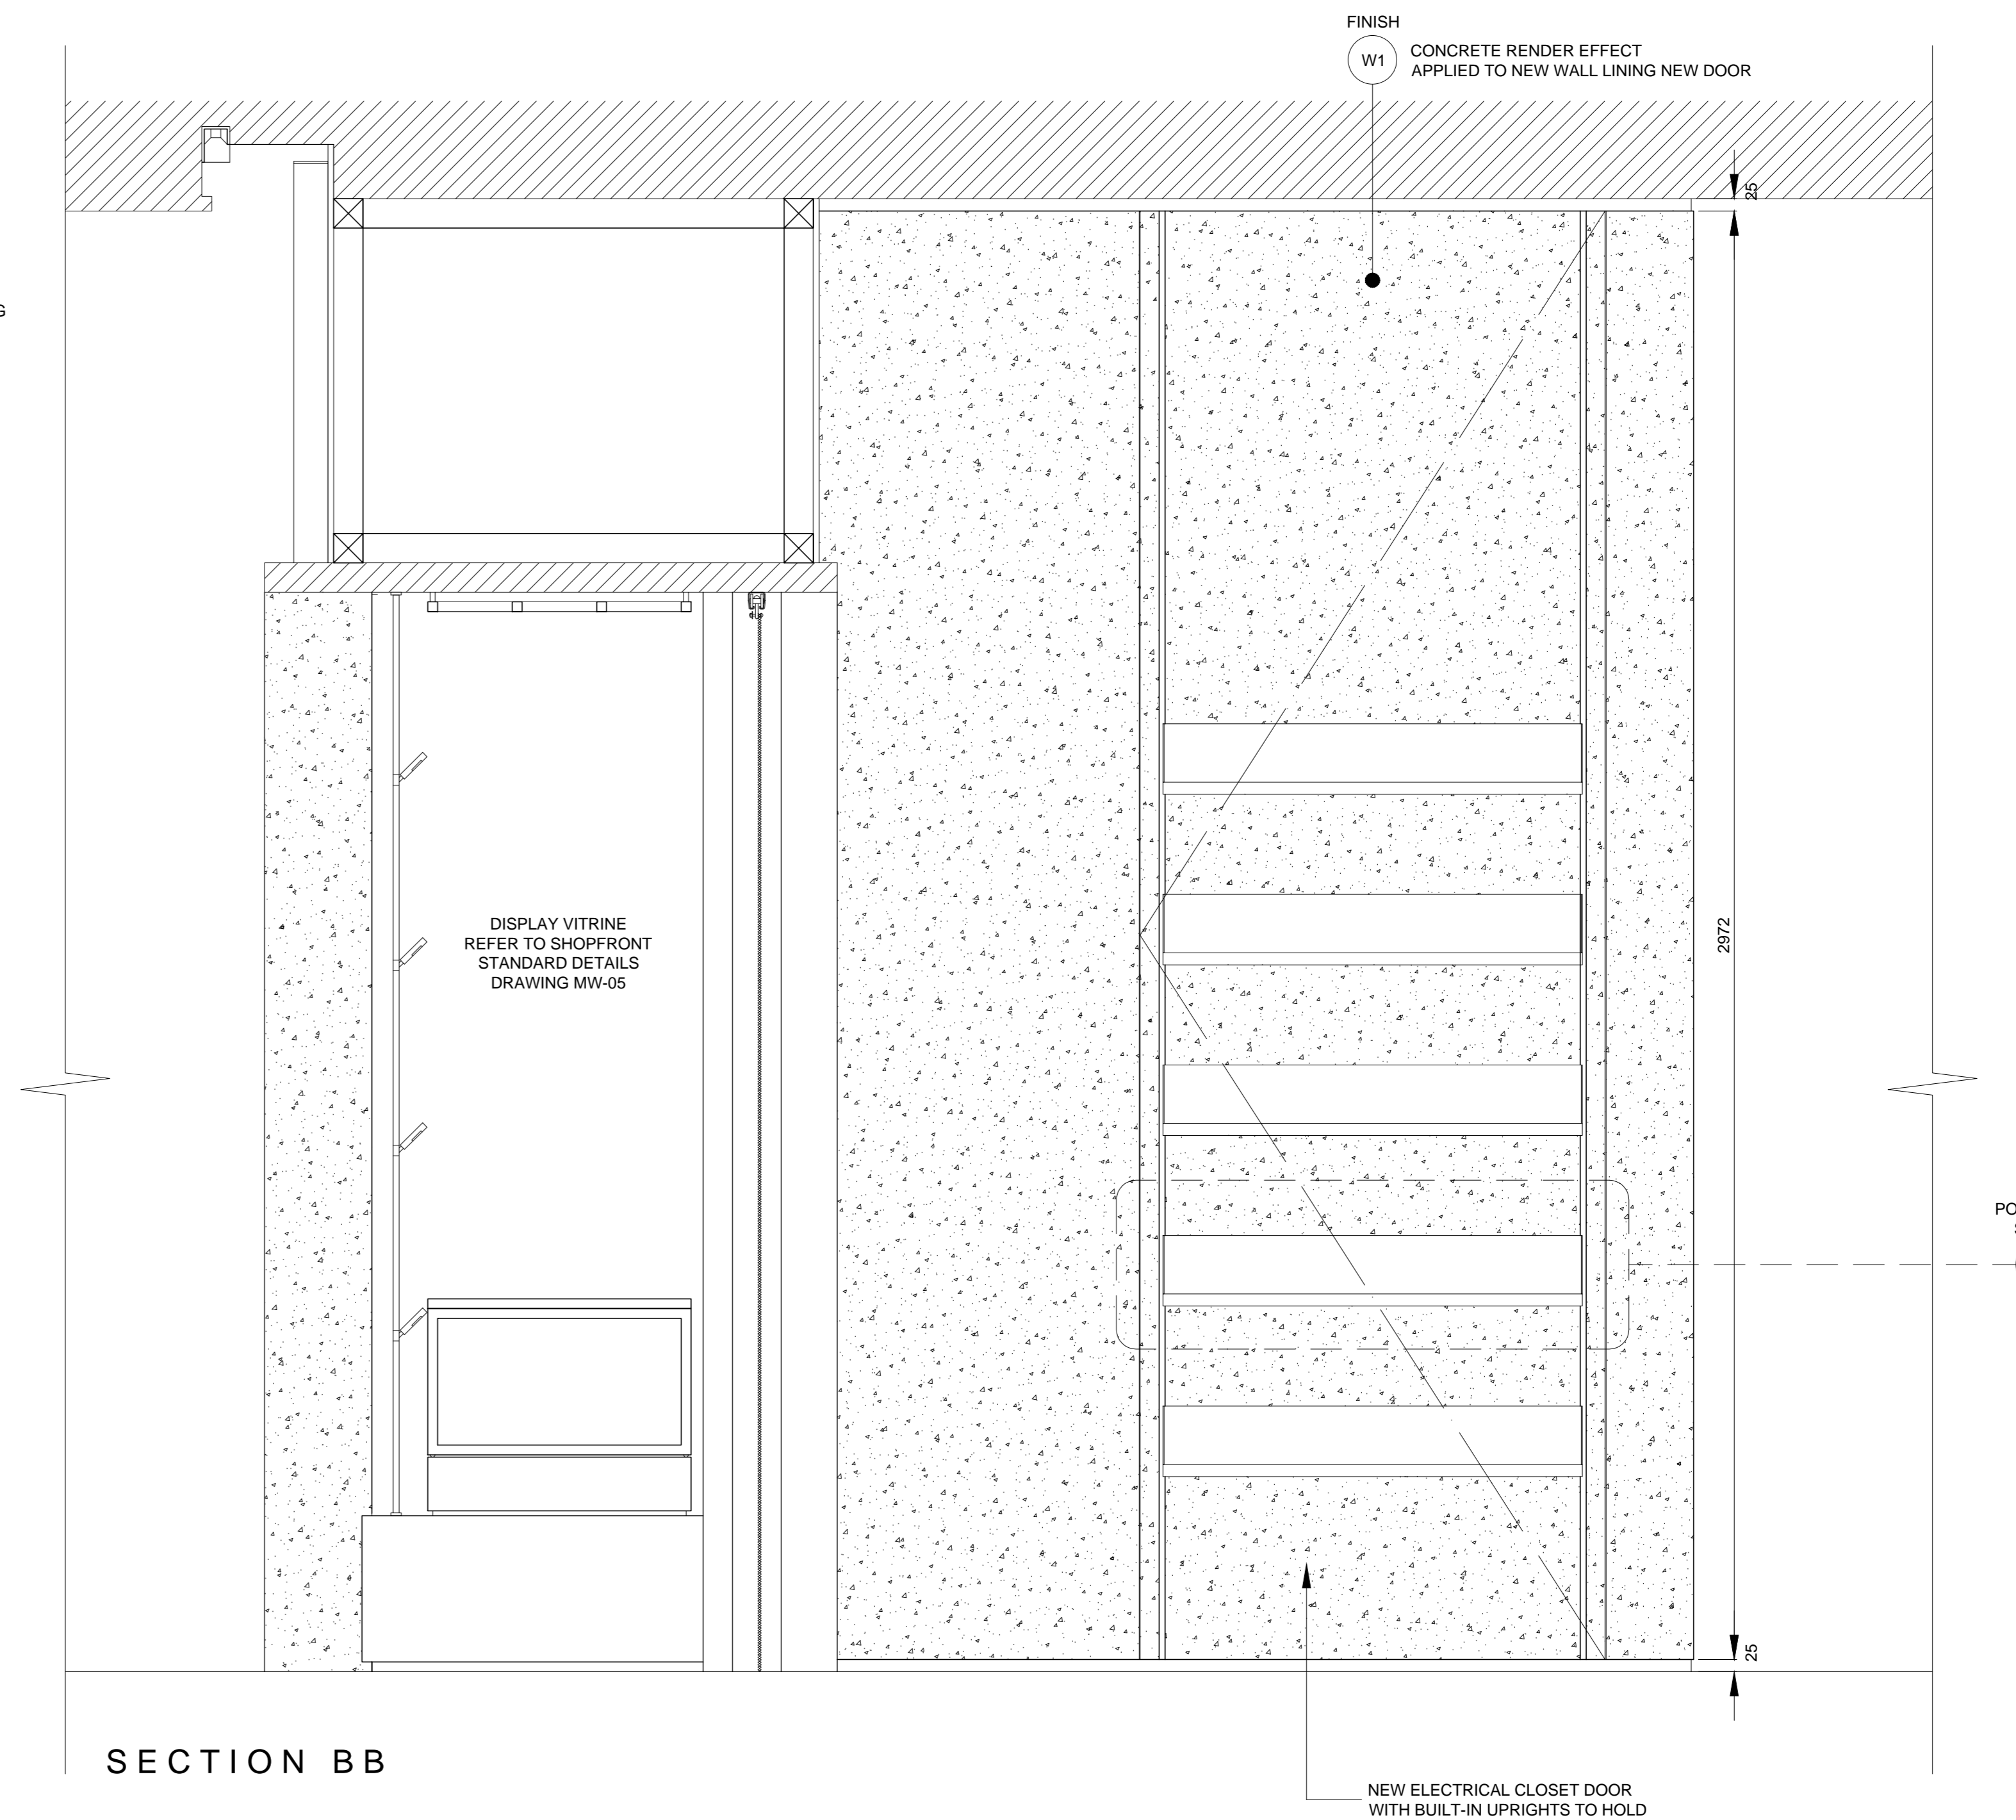 FINISH
W1
CONCRETE RENDER EFFECT
APPLIED TO NEW WALL LINING NEW DOOR
25
G
DISPLAY VITRINE
REFER TO SHOPFRONT
STANDARD DETAILS
DRAWING MW-05
2972
PO
S
25
SECTION BB
NEW ELECTRICAL CLOSET DOOR
WITH BUILT-IN UPRIGHTS TO HOLD